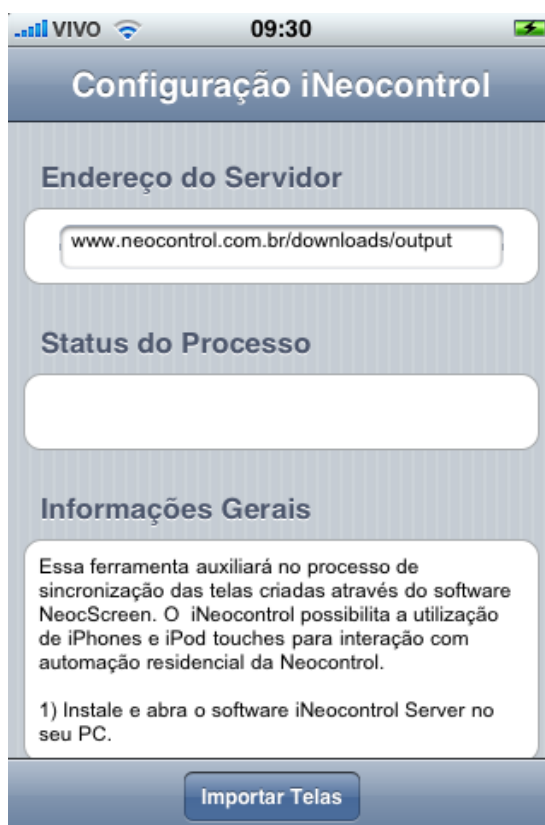 VIVO 09:30
Configuração iNeocontrol
Endereço do Servidor
www.neocontrol.com.br/downloads/output
Status do Processo
Informações Gerais
Essa ferramenta auxiliará no processo de
sincronização das telas criadas através do software
NeocScreen. O  iNeocontrol possibilita a utilização
de iPhones e iPod touches para interação com
automação residencial da Neocontrol.
1) Instale e abra o software iNeocontrol Server no
seu PC.
Importar Telas